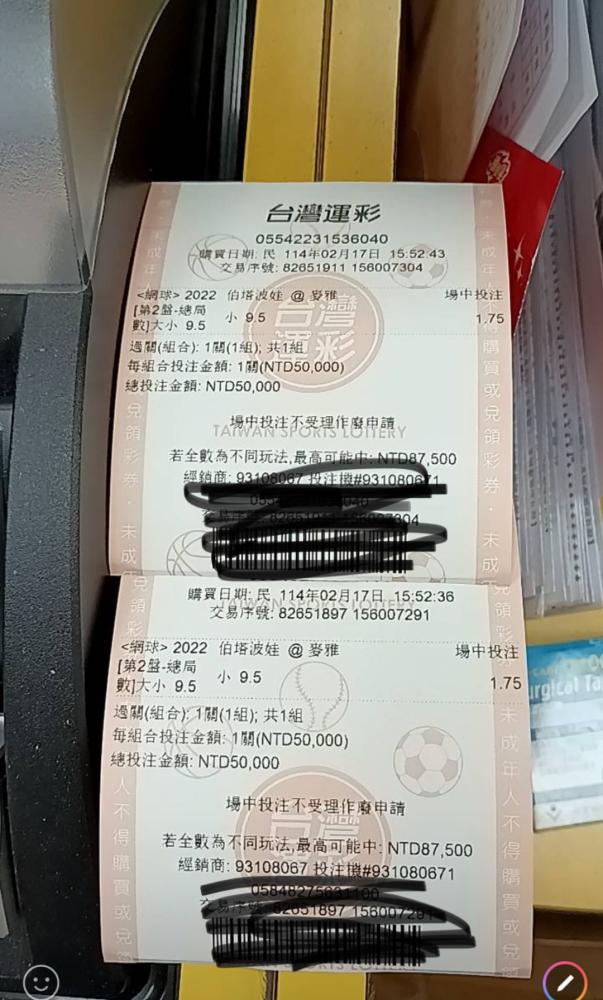 台灣運彩
05542231536040
購買日期: 民 114年02月17日 15:52:43
交易序號: 82651911 156007304
<網球> 2022 伯塔波娃 @ 麥雅 場中投注
[第2盤-總局 小 9.5 1.75
數]大小 9.5
過關(組合): 1關(1組); 共1組
每組合投注金額: 1關(NTD50,000)
總投注金額: NTD50,000
場中投注不受理作廢申請
TAIWAN SPORTS LOTTERY
若全數為不同玩法,最高可能中: NTD87,500
經銷商: 93108067 投注機#931080671
購買日期: 民 114年02月17日 15:52:36
交易序號: 82651897 156007291
<網球> 2022 伯塔波娃 @ 麥雅 場中投注
[第2盤-總局 小 9.5 1.75
數]大小 9.5
過關(組合): 1關(1組); 共1組
每組合投注金額: 1關(NTD50,000)
總投注金額: NTD50,000
場中投注不受理作廢申請
若全數為不同玩法,最高可能中: NTD87,500
經銷商: 93108067 投注機#931080671
交易序號: 82651897 156007291
台灣運彩
未成年人不得購買或兌領彩券
urgical